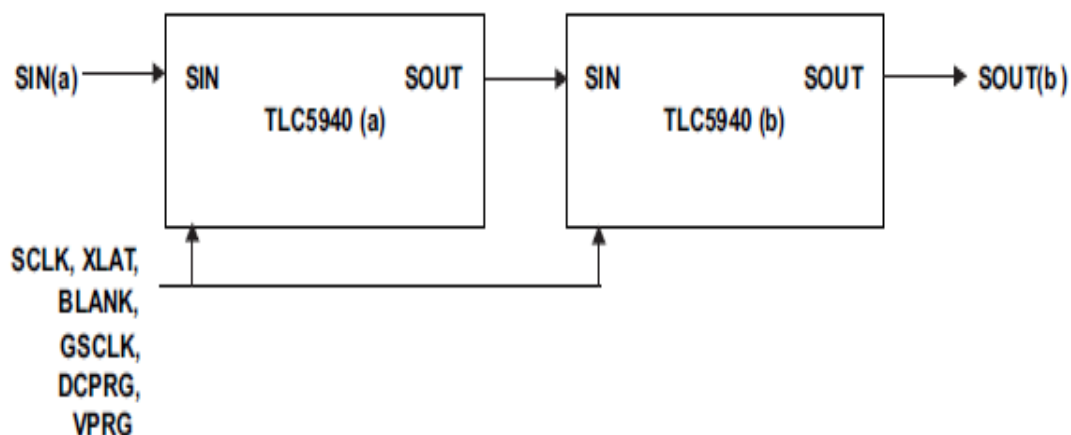 SIN(a)
SIN
SOUT
TLC5940 (a)
SIN
SOUT
TLC5940 (b)
SOUT(b)
SCLK, XLAT,
BLANK,
GSCLK,
DCPRG,
VPRG